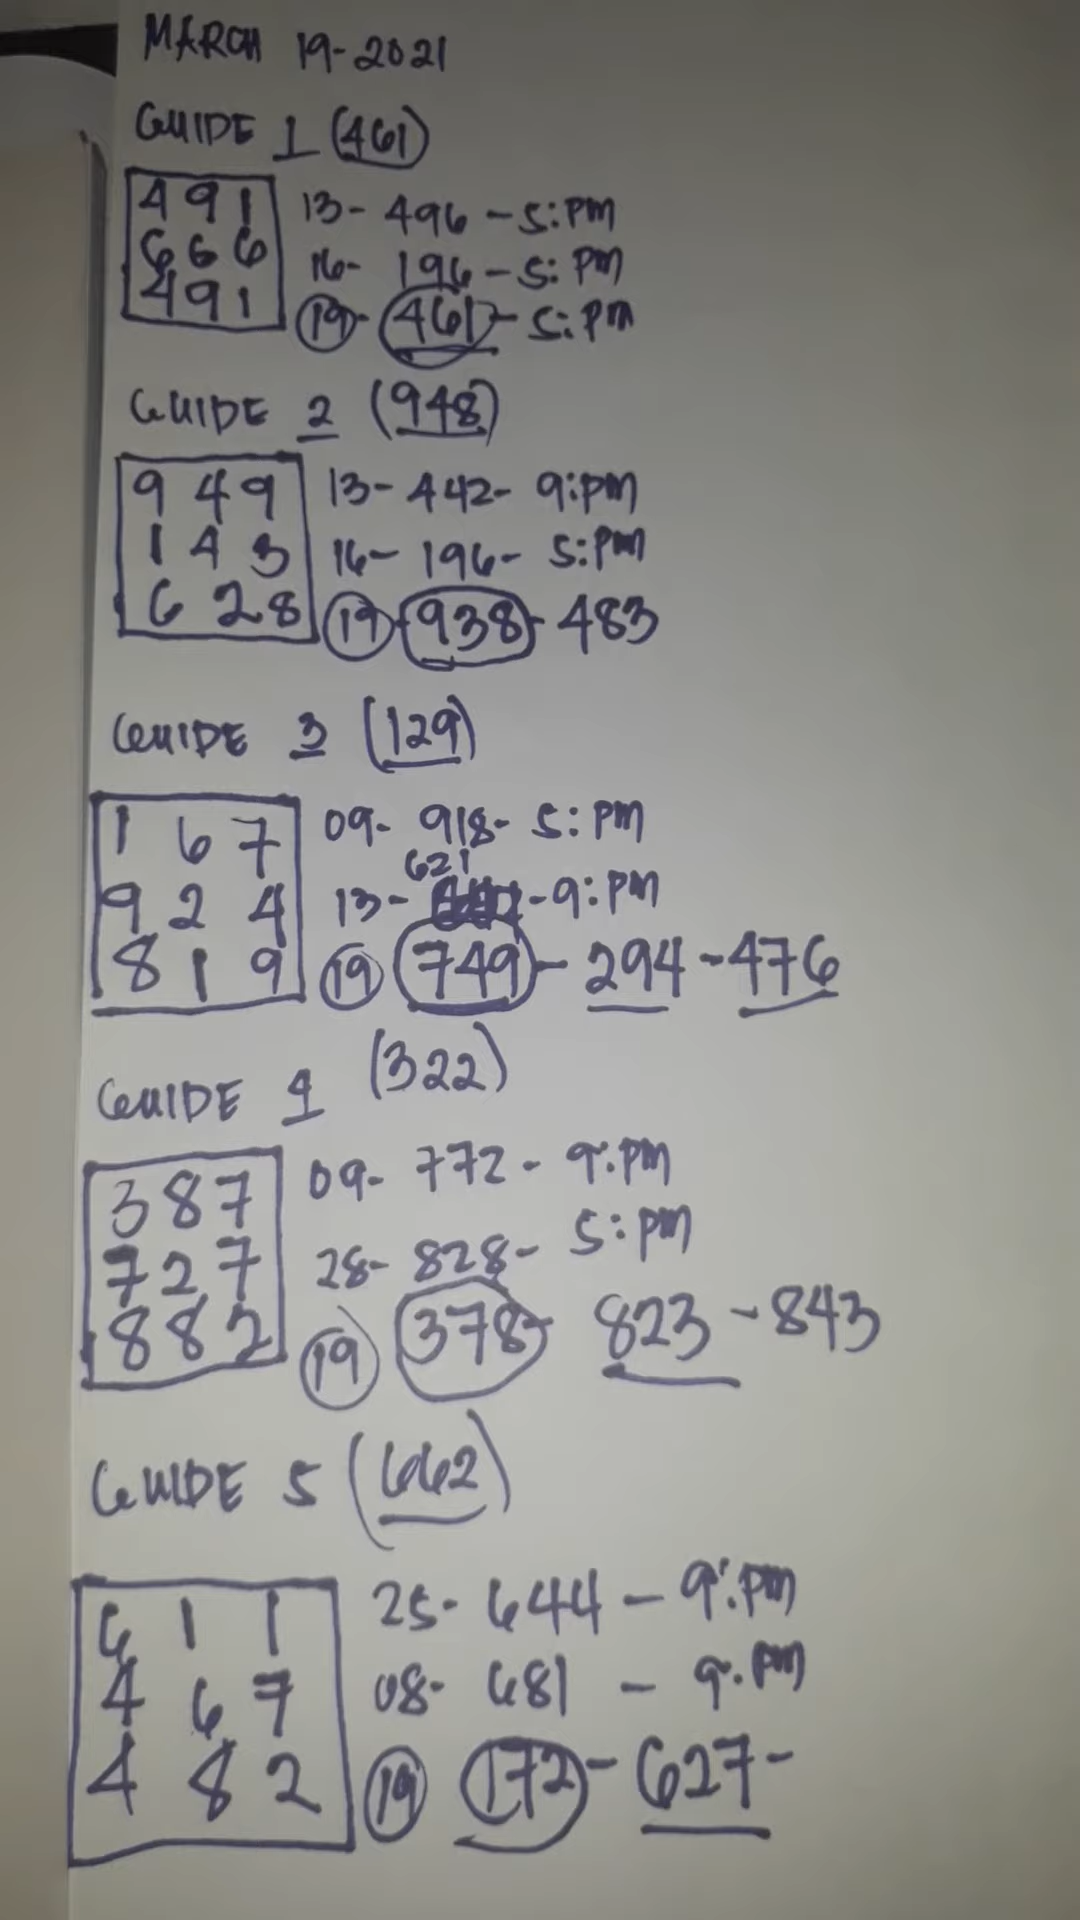 MARCH 19-2021
GUIDE 1 (461)
4 9 1
6 6 6
4 9 1
13- 496 - 5:PM
16- 196 - 5: PM
19- 461 - 5:PM
GUIDE 2 (948)
9 4 9
1 4 3
6 2 8
13- 442- 9:PM
16- 196- 5:PM
19 - 938 - 483
GUIDE 3 (129)
1 6 7
9 2 4
8 1 9
09- 918- 5: PM
621
13- -9:PM
19 749 - 294 - 476
(322)
GUIDE 4
3 8 7
7 2 7
8 8 2
09- 772- 9:PM
28- 828- 5:PM
19 378 - 823 - 843
GUIDE 5 (662)
6 1 1
4 6 7
4 8 2
25- 644 - 9:PM
08- 681 - 9:PM
19 172 - 627 -